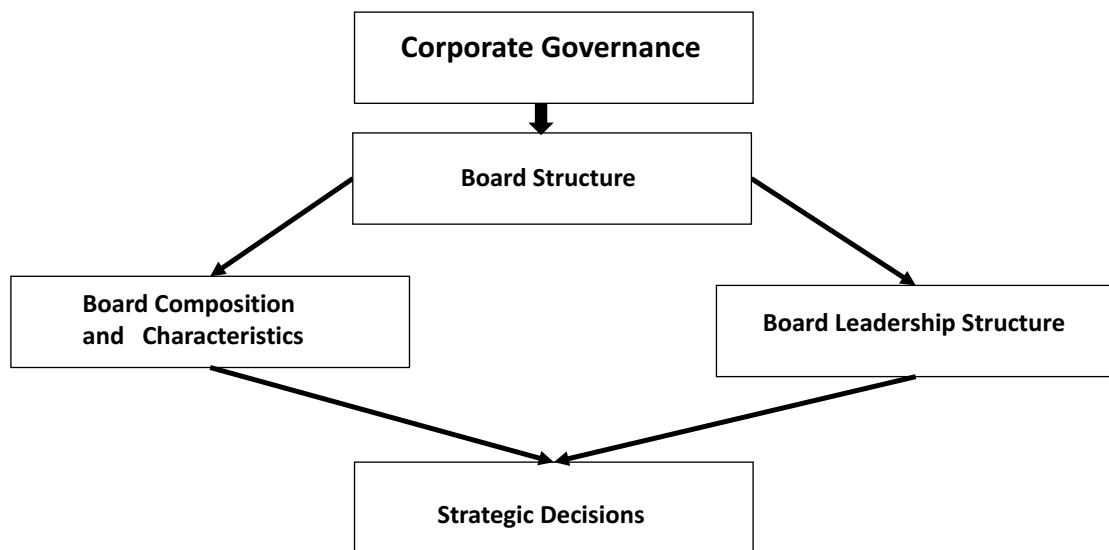 Corporate Governance
Board Structure
Board Composition
and Characteristics
Board Leadership Structure
Strategic Decisions